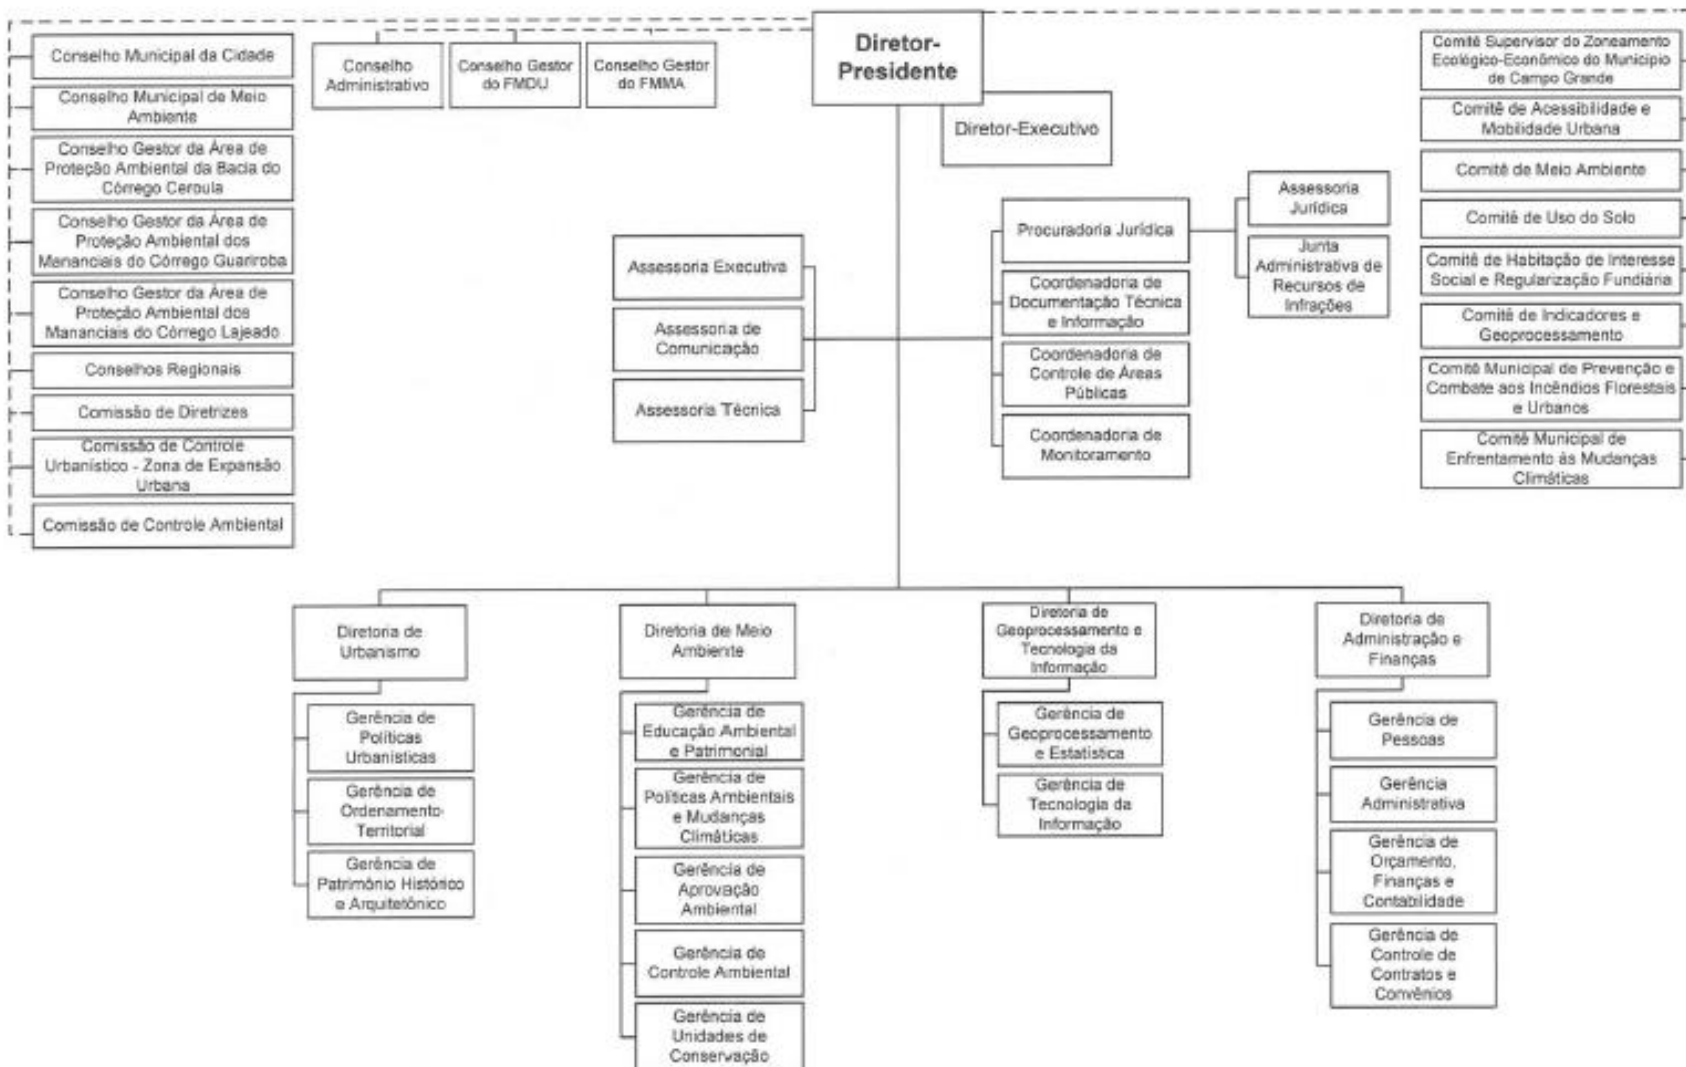 Conselho Municipal da Cidade
Conselho Municipal de Meio
Ambiente
Conselho Gestor da Área de
Proteção Ambiental da Bacia do
Córrego Ceroula
Conselho Gestor da Área de
Proteção Ambiental dos
Mananciais do Córrego Guariroba
Conselho Gestor da Área de
Proteção Ambiental dos
Mananciais do Córrego Lajeado
Conselhos Regionais
Comissão de Diretrizes
Comissão de Controle
Urbanístico - Zona de Expansão
Urbana
Comissão de Controle Ambiental
Conselho
Administrativo
Conselho Gestor
do FMDU
Conselho Gestor
do FMMA
Diretor-
Presidente
Diretor-Executivo
Assessoria Executiva
Assessoria de
Comunicação
Assessoria Técnica
Procuradoria Jurídica
Coordenadoria de
Documentação Técnica
e Informação
Coordenadoria de
Controle de Áreas
Públicas
Coordenadoria de
Monitoramento
Assessoria
Jurídica
Junta
Administrativa de
Recursos de
Infrações
Comitê Supervisor do Zoneamento
Ecológico-Econômico do Município
de Campo Grande
Comitê de Acessibilidade e
Mobilidade Urbana
Comitê de Meio Ambiente
Comitê de Uso do Solo
Comitê de Habitação de Interesse
Social e Regularização Fundiária
Comitê de Indicadores e
Geoprocessamento
Comitê Municipal de Prevenção e
Combate aos Incêndios Florestais
e Urbanos
Comitê Municipal de
Enfrentamento às Mudanças
Climáticas
Diretoria de
Urbanismo
Gerência de
Políticas
Urbanísticas
Gerência de
Ordenamento
Territorial
Gerência de
Patrimônio Histórico
e Arquitetônico
Diretoria de Meio
Ambiente
Gerência de
Educação Ambiental
e Patrimonial
Gerência de
Políticas Ambientais
e Mudanças
Climáticas
Gerência de
Aprovação
Ambiental
Gerência de
Controle Ambiental
Gerência de
Unidades de
Conservação
Diretoria de
Geoprocessamento e
Tecnologia da
Informação
Gerência de
Geoprocessamento
e Estatística
Gerência de
Tecnologia da
Informação
Diretoria de
Administração e
Finanças
Gerência de
Pessoas
Gerência
Administrativa
Gerência de
Orçamento,
Finanças e
Contabilidade
Gerência de
Controle de
Contratos e
Convênios